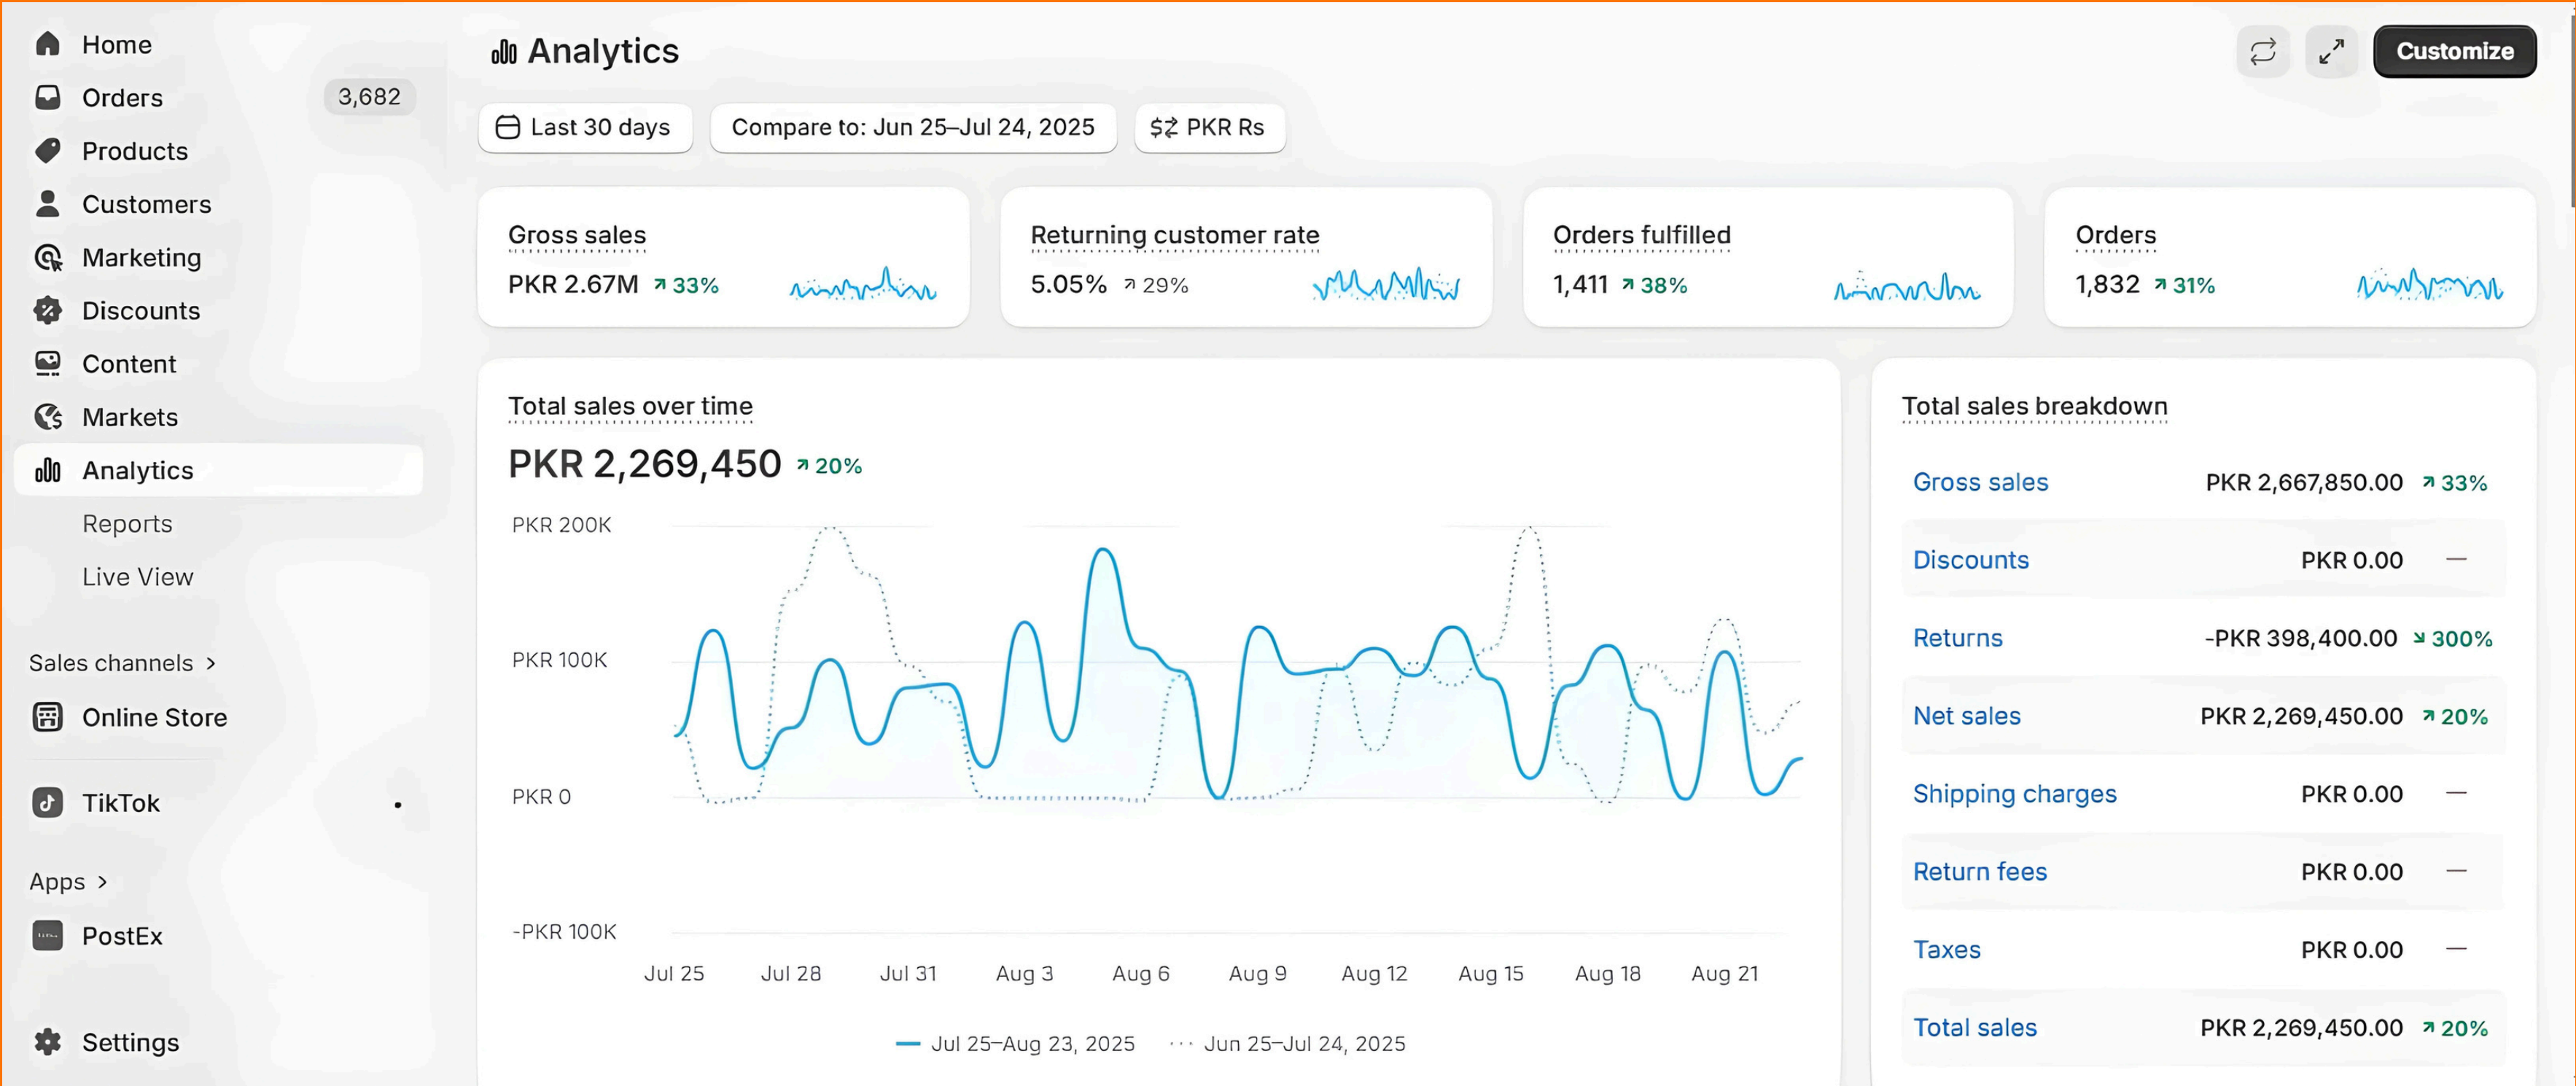 Home
Orders 3,682
Products
Customers
Marketing
Discounts
Content
Markets
Analytics
Reports
Live View
Sales channels >
Online Store
TikTok
Apps >
PostEx
Settings
Analytics
Customize
Last 30 days
Compare to: Jun 25–Jul 24, 2025
PKR Rs
Gross sales
PKR 2.67M 33%
Returning customer rate
5.05% 29%
Orders fulfilled
1,411 38%
Orders
1,832 31%
Total sales over time
PKR 2,269,450 20%
PKR 200K
PKR 100K
PKR 0
-PKR 100K
Jul 25 Jul 28 Jul 31 Aug 3 Aug 6 Aug 9 Aug 12 Aug 15 Aug 18 Aug 21
Jul 25–Aug 23, 2025 Jun 25–Jul 24, 2025
Total sales breakdown
Gross sales PKR 2,667,850.00 33%
Discounts PKR 0.00 —
Returns -PKR 398,400.00 300%
Net sales PKR 2,269,450.00 20%
Shipping charges PKR 0.00 —
Return fees PKR 0.00 —
Taxes PKR 0.00 —
Total sales PKR 2,269,450.00 20%